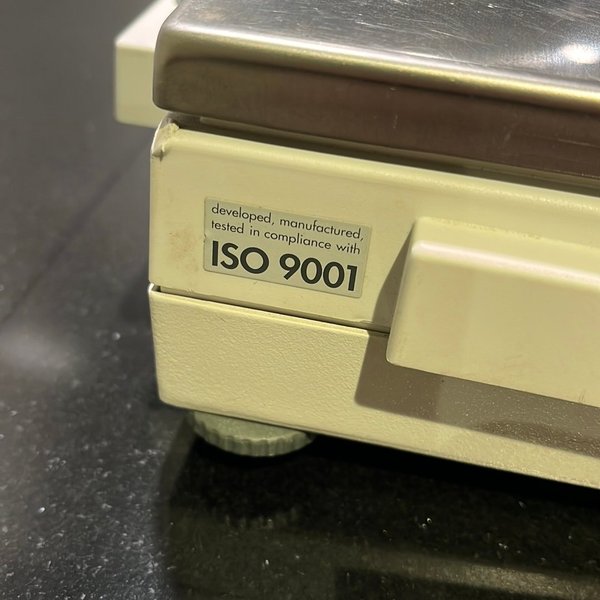 developed, manufactured,
tested in compliance with
ISO 9001